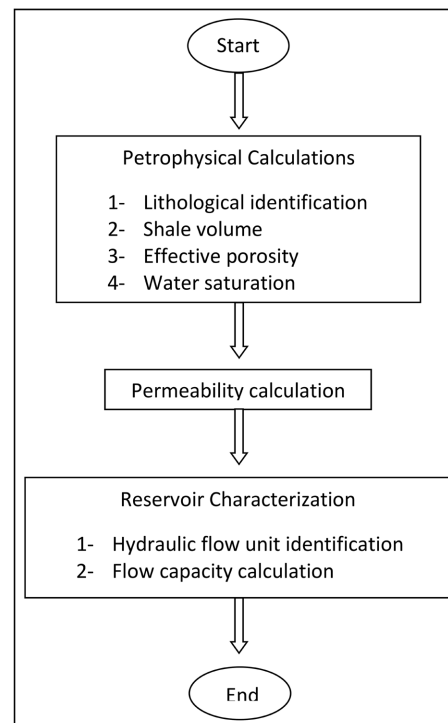 Start
Petrophysical Calculations
1- Lithological identification
2- Shale volume
3- Effective porosity
4- Water saturation
Permeability calculation
Reservoir Characterization
1- Hydraulic flow unit identification
2- Flow capacity calculation
End